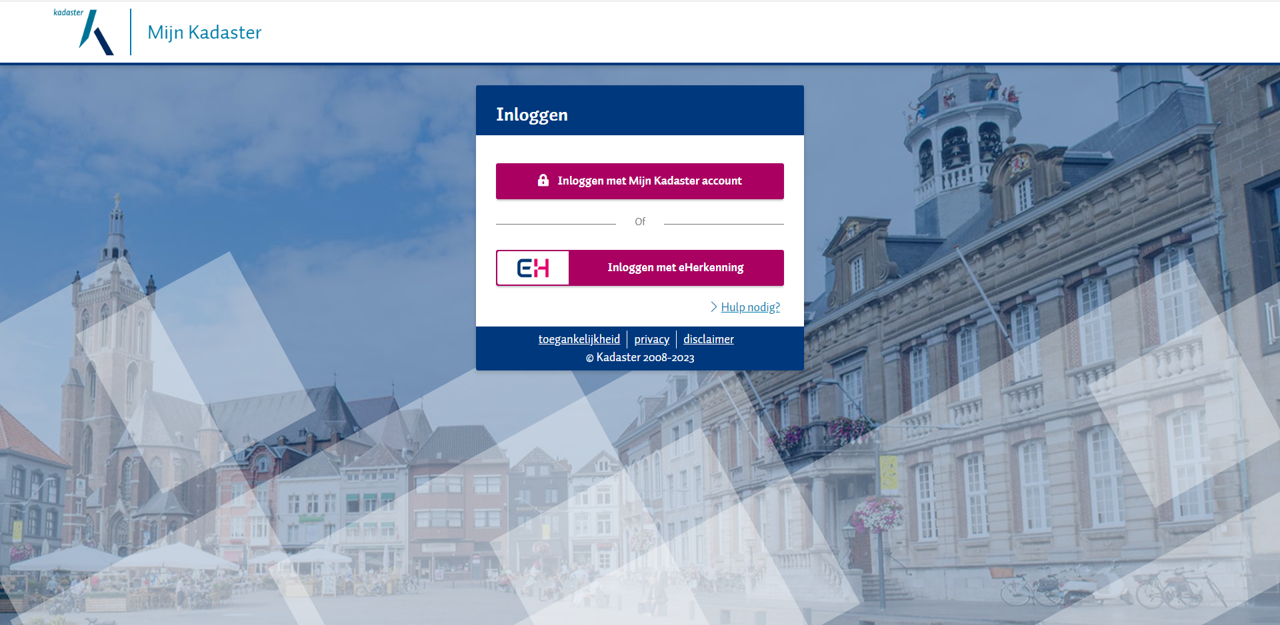 kadaster
Mijn Kadaster
Inloggen
Inloggen met Mijn Kadaster account
Of
EH Inloggen met eHerkenning
Hulp nodig?
toegankelijkheid privacy disclaimer
© Kadaster 2008-2023